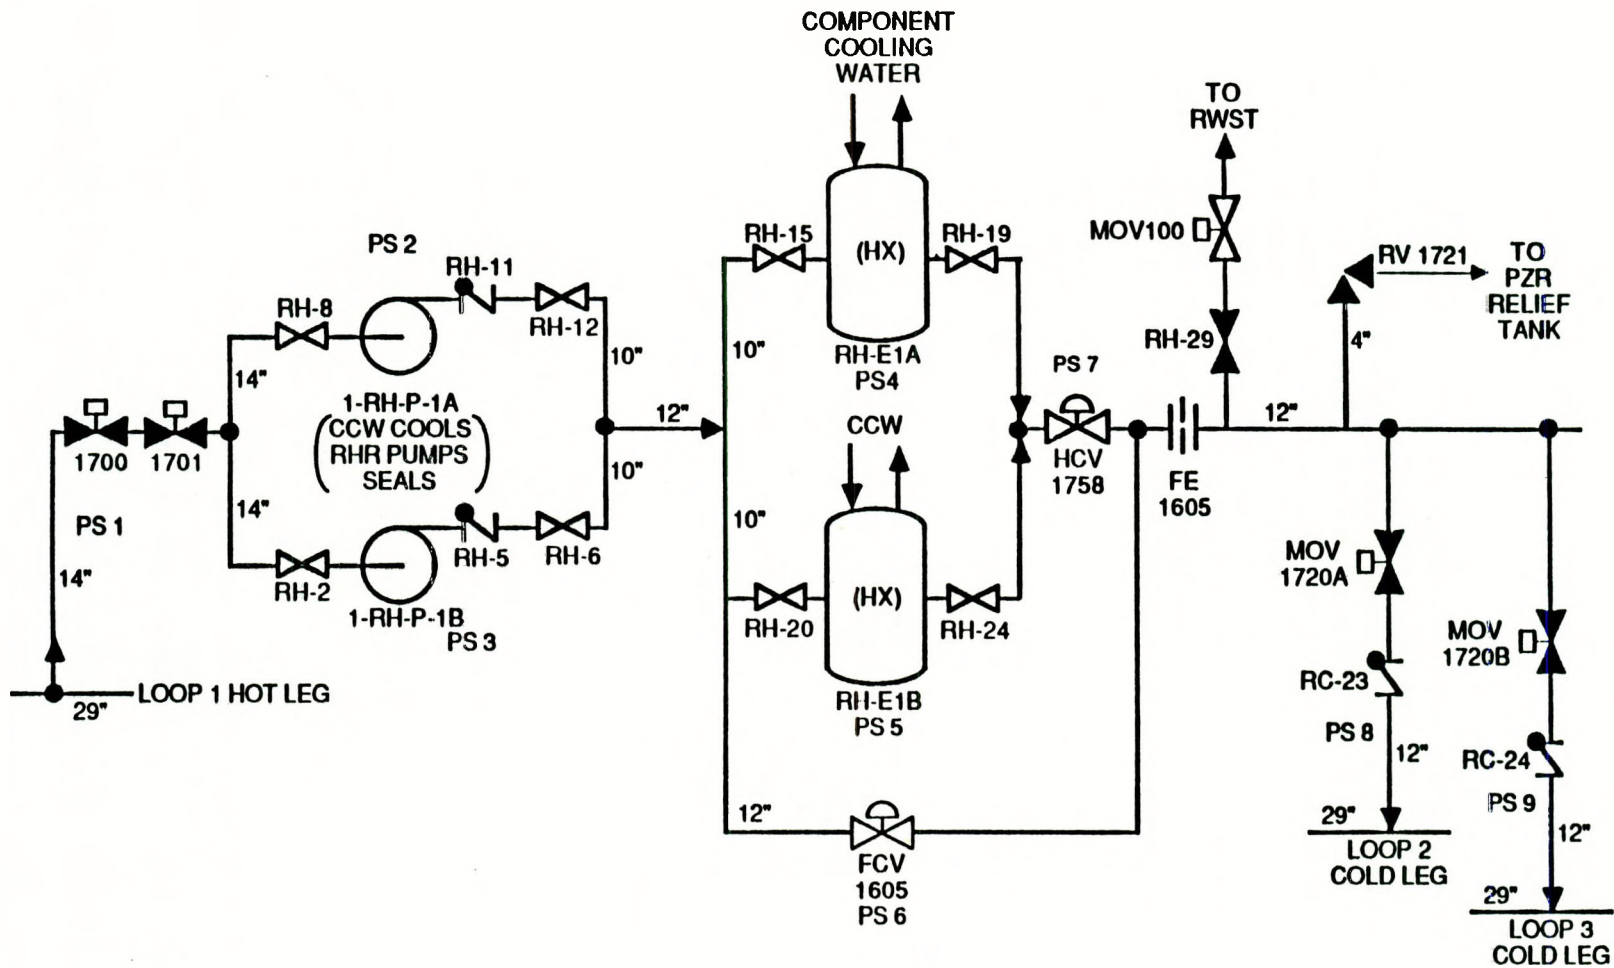 COMPONENT
COOLING
WATER
TO
RWST
MOV100
RH-29
RV 1721
TO
PZR
RELIEF
TANK
4"
PS 2
RH-11
RH-8
RH-12
10"
14"
1-RH-P-1A
CCW COOLS
RHR PUMPS
SEALS
1700
1701
12"
10"
PS 1
14"
14"
RH-5
RH-6
RH-2
1-RH-P-1B
PS 3
LOOP 1 HOT LEG
29"
RH-15
(HX)
RH-19
10"
RH-E1A
PS4
CCW
PS 7
HCV
1758
FE
1605
12"
10"
(HX)
RH-20
RH-24
RH-E1B
PS 5
12"
FCV
1605
PS 6
MOV
1720A
RC-23
PS 8
12"
29"
LOOP 2
COLD LEG
MOV
1720B
RC-24
PS 9
12"
29"
LOOP 3
COLD LEG